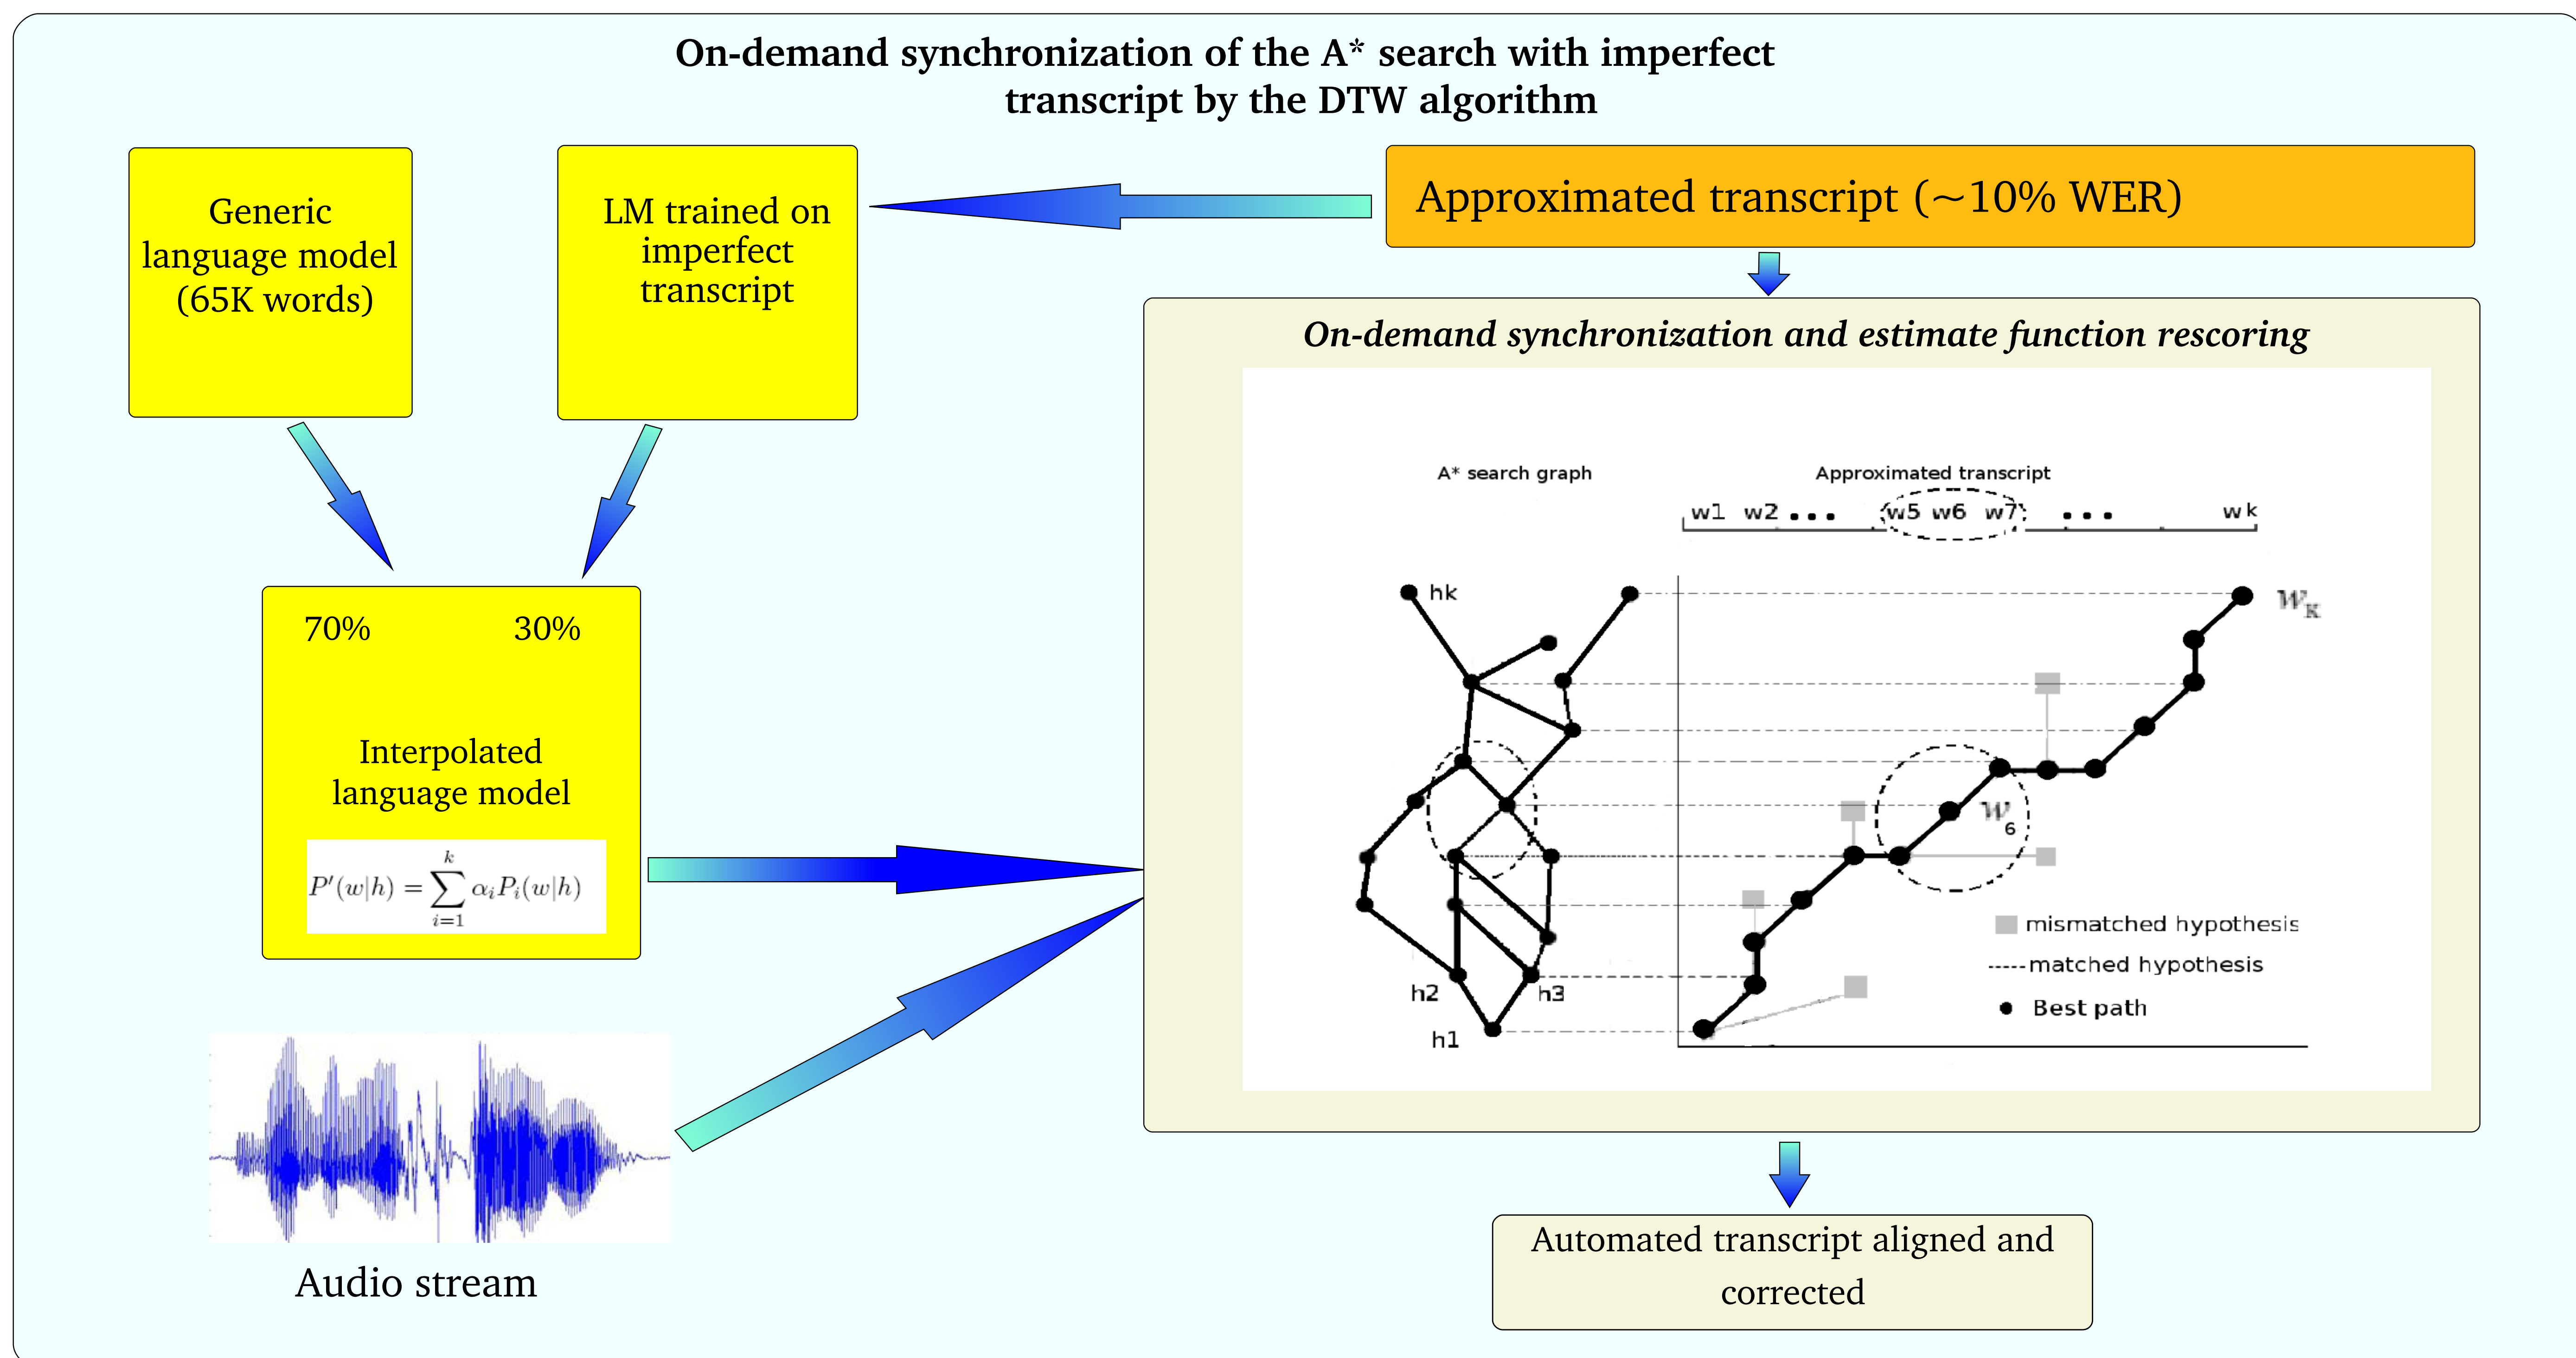 On-demand synchronization of the A* search with imperfect
transcript by the DTW algorithm
Generic
language model
(65K words)
LM trained on
imperfect
transcript
Approximated transcript (~10% WER)
On-demand synchronization and estimate function rescoring
A* search graph
Approximated transcript
w1 w2 ... w5 w6 w7 ... wk
hk
W_K
W_6
h2
h3
h1
mismatched hypothesis
matched hypothesis
Best path
70% 30%
Interpolated
language model
P'(w|h) = \sum_{i=1}^{k} α_i P_i(w|h)
Audio stream
Automated transcript aligned and
corrected